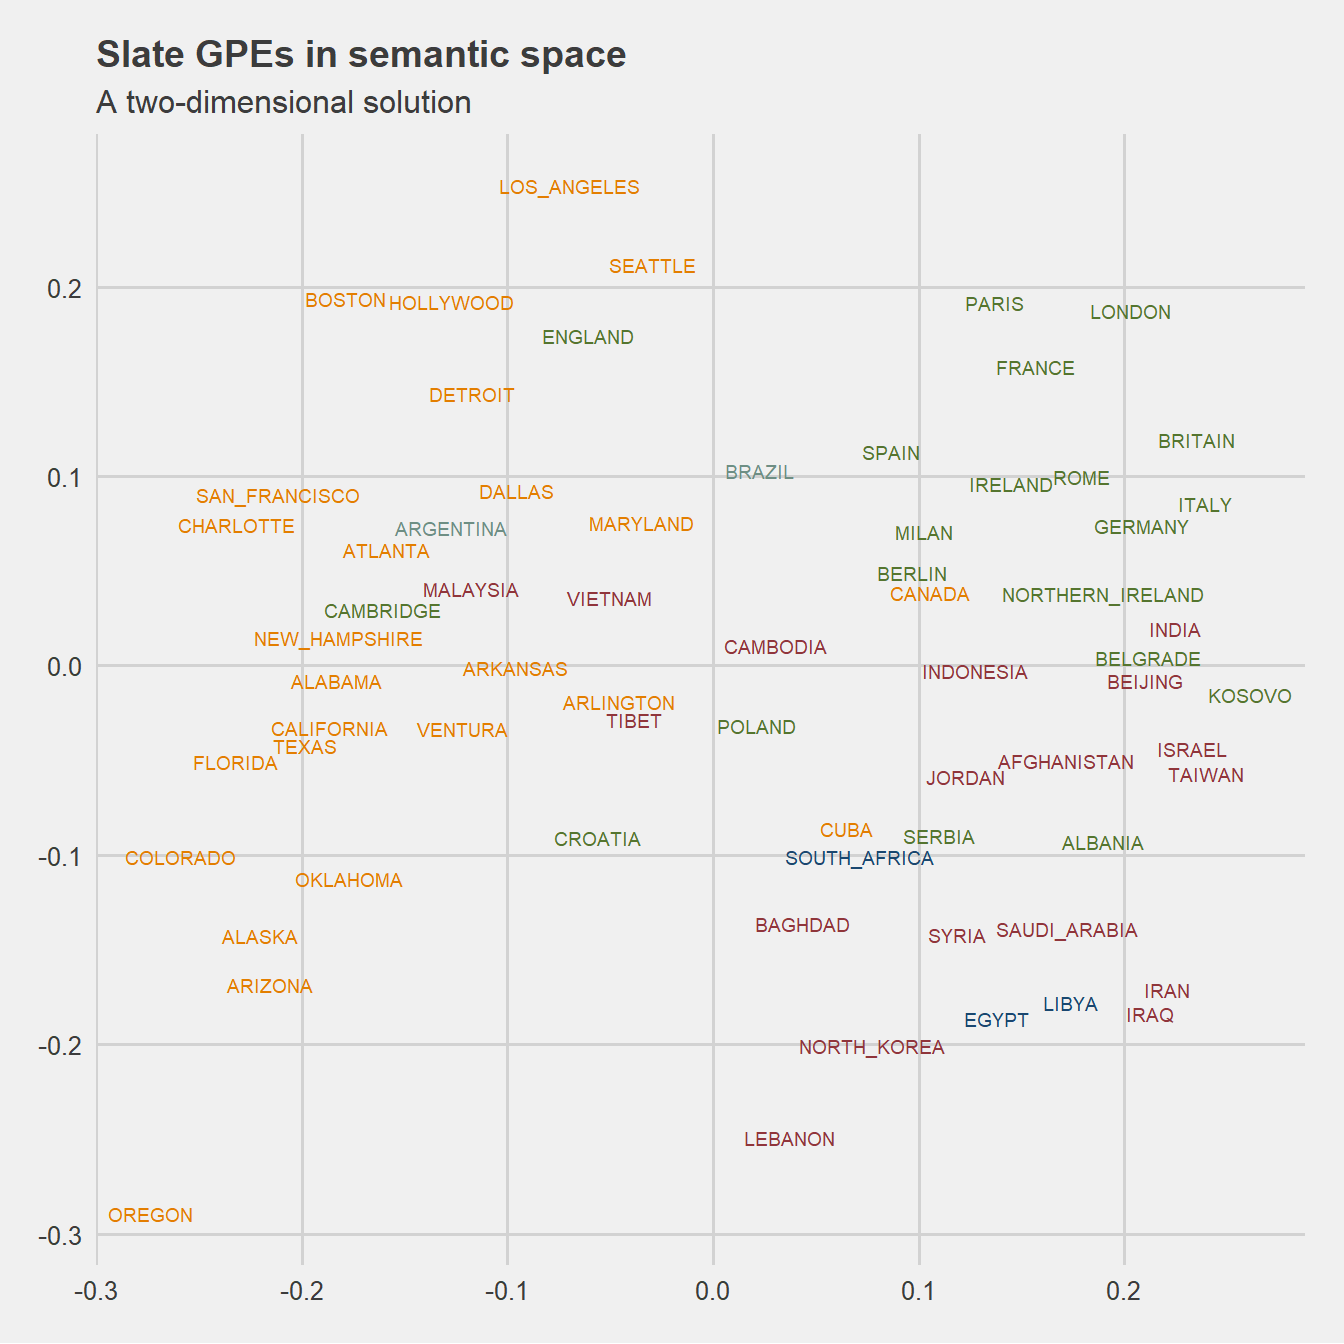 Slate GPEs in semantic space
A two-dimensional solution
LOS_ANGELES
SEATTLE
0.2
BOSTON HOLLYWOOD
PARIS
LONDON
ENGLAND
FRANCE
DETROIT
BRITAIN
SPAIN
BRAZIL
0.1
ROME
IRELAND
DALLAS
SAN_FRANCISCO
ITALY
MARYLAND
CHARLOTTE
GERMANY
ARGENTINA
MILAN
ATLANTA
BERLIN
MALAYSIA
CANADA
NORTHERN_IRELAND
VIETNAM
CAMBRIDGE
INDIA
NEW_HAMPSHIRE
CAMBODIA
BELGRADE
0.0
ARKANSAS
INDONESIA
ALABAMA
BEIJING
KOSOVO
ARLINGTON
TIBET
POLAND
CALIFORNIA
VENTURA
TEXAS
ISRAEL
AFGHANISTAN
FLORIDA
TAIWAN
JORDAN
CUBA
SERBIA
CROATIA
ALBANIA
-0.1
COLORADO
SOUTH_AFRICA
OKLAHOMA
BAGHDAD
SAUDI_ARABIA
SYRIA
ALASKA
ARIZONA
IRAN
LIBYA
IRAQ
EGYPT
-0.2
NORTH_KOREA
LEBANON
OREGON
-0.3
-0.3 -0.2 -0.1 0.0 0.1 0.2